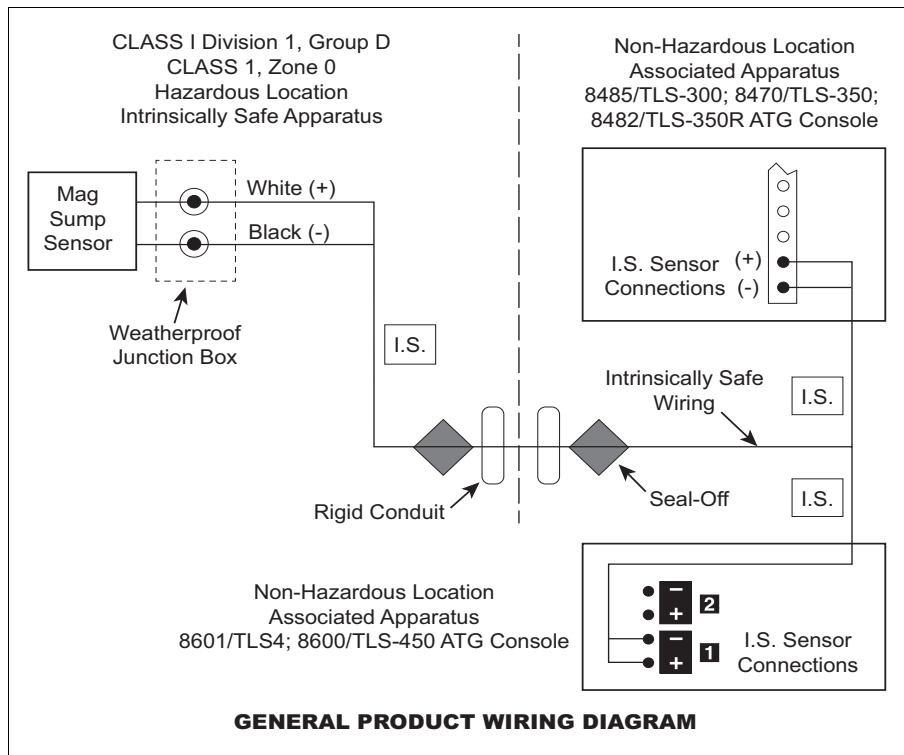 CLASS I Division 1, Group D
CLASS 1, Zone 0
Hazardous Location
Intrinsically Safe Apparatus
Non-Hazardous Location
Associated Apparatus
8485/TLS-300; 8470/TLS-350;
8482/TLS-350R ATG Console
Mag
Sump
Sensor
White (+)
Black (-)
Weatherproof
Junction Box
I.S.
I.S. Sensor
Connections
(+)
(-)
Intrinsically Safe
Wiring
I.S.
Rigid Conduit
Seal-Off
I.S.
Non-Hazardous Location
Associated Apparatus
8601/TLS4; 8600/TLS-450 ATG Console
−
+
2
−
+
1
I.S. Sensor
Connections
GENERAL PRODUCT WIRING DIAGRAM